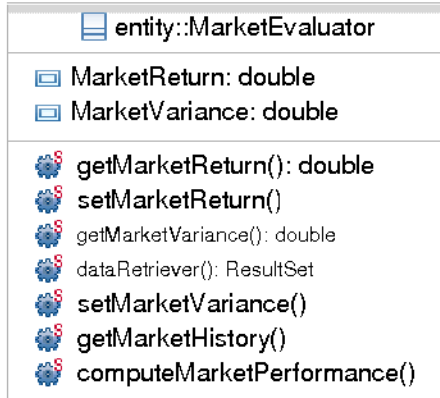 entity::MarketEvaluator
MarketReturn: double
MarketVariance: double
getMarketReturn(): double
setMarketReturn()
getMarketVariance(): double
dataRetriever(): ResultSet
setMarketVariance()
getMarketHistory()
computeMarketPerformance()